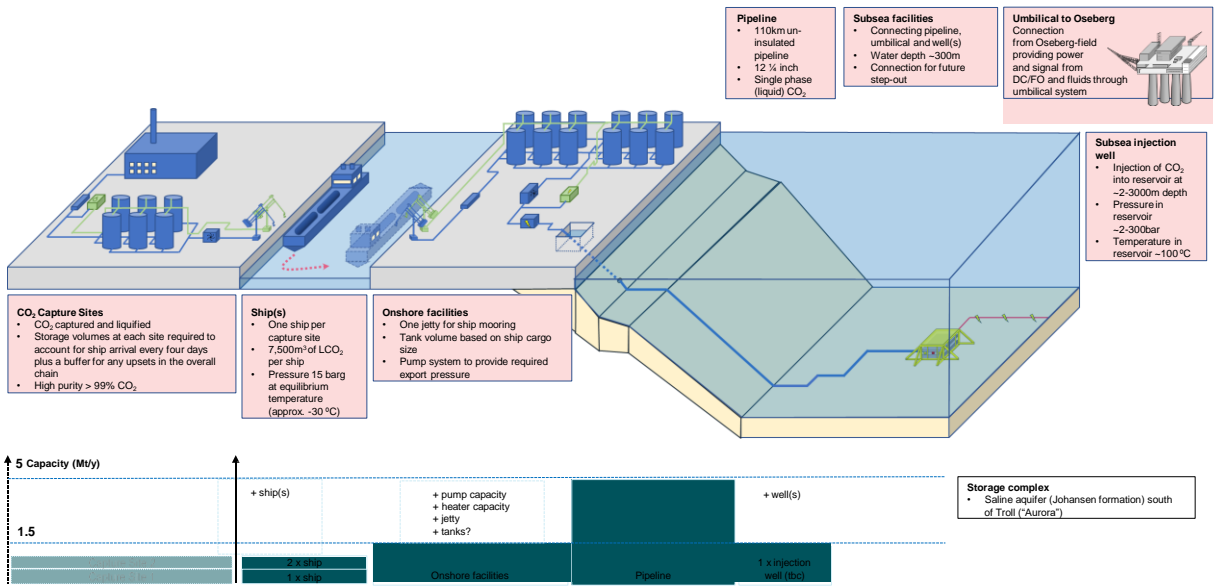 Pipeline
• 110km un-
insulated
pipeline
• 12 ¼ inch
• Single phase
(liquid) CO₂
Subsea facilities
• Connecting pipeline,
umbilical and well(s)
• Water depth ~300m
• Connection for future
step-out
Umbilical to Oseberg
Connection
from Oseberg-field
providing power
and signal from
DC/FO and fluids through
umbilical system
Subsea injection
well
• Injection of CO₂
into reservoir at
~2-3000m depth
• Pressure in
reservoir
~2-300bar
• Temperature in
reservoir ~100 ºC
CO₂ Capture Sites
• CO₂ captured and liquified
• Storage volumes at each site required to
account for ship arrival every four days
plus a buffer for any upsets in the overall
chain
• High purity > 99% CO₂
Ship(s)
• One ship per
capture site
• 7,500m³ of LCO₂
per ship
• Pressure 15 barg
at equilibrium
temperature
(approx. -30 ºC)
Onshore facilities
• One jetty for ship mooring
• Tank volume based on ship cargo
size
• Pump system to provide required
export pressure
5 Capacity (Mt/y)
+ ship(s)
+ pump capacity
+ heater capacity
+ jetty
+ tanks?
+ well(s)
1.5
2 x ship
1 x ship
Onshore facilities
Pipeline
1 x injection
well (tbc)
Storage complex
• Saline aquifer (Johansen formation) south
of Troll ("Aurora")